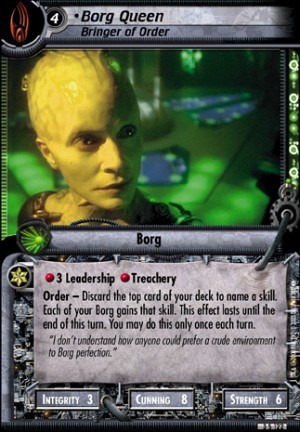 4
•Borg Queen
Bringer of Order
Borg
3 Leadership Treachery
Order – Discard the top card of your deck to name a skill.
Each of your Borg gains that skill. This effect lasts until the
end of this turn. You may do this only once each turn.
"I don't understand how anyone could prefer a crude environment
to Borg perfection."
Integrity 3 Cunning 8 Strength 6